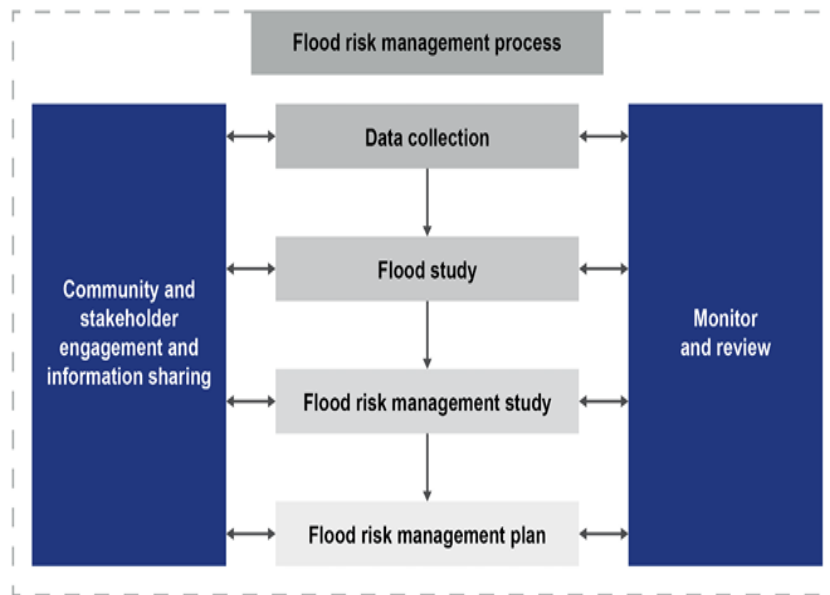 Flood risk management process
Data collection
Flood study
Flood risk management study
Flood risk management plan
Community and
stakeholder
engagement and
information sharing
Monitor
and review